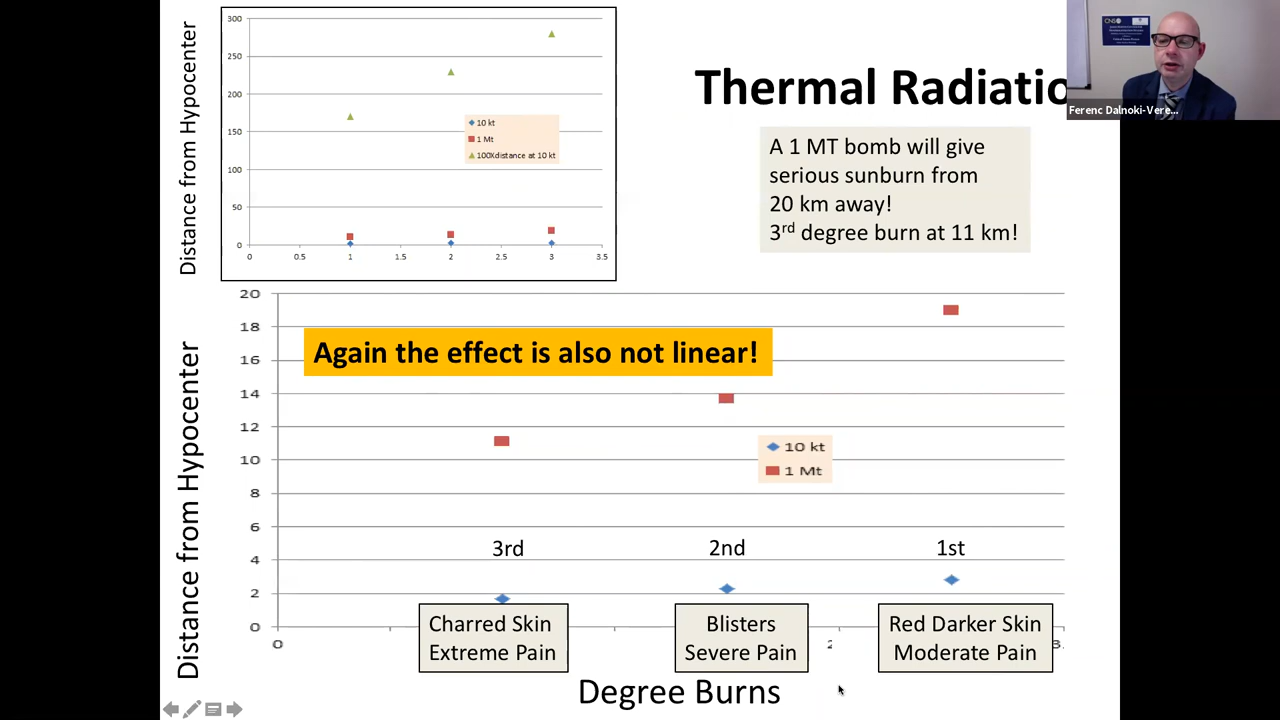 Thermal Radiatio
Ferenc Dalnoki-Vere...
CNS
A 1 MT bomb will give
serious sunburn from
20 km away!
3rd degree burn at 11 km!
Distance from Hypocenter
300
250
200
150
100
50
0
0 0.5 1 1.5 2 2.5 3 3.5
10 kt
1 Mt
100Xdistance at 10 kt
Again the effect is also not linear!
Distance from Hypocenter
20
18
16
14
12
10
8
6
4
2
0
10 kt
1 Mt
3rd 2nd 1st
Charred Skin
Extreme Pain
Blisters
Severe Pain
Red Darker Skin
Moderate Pain
0
Degree Burns